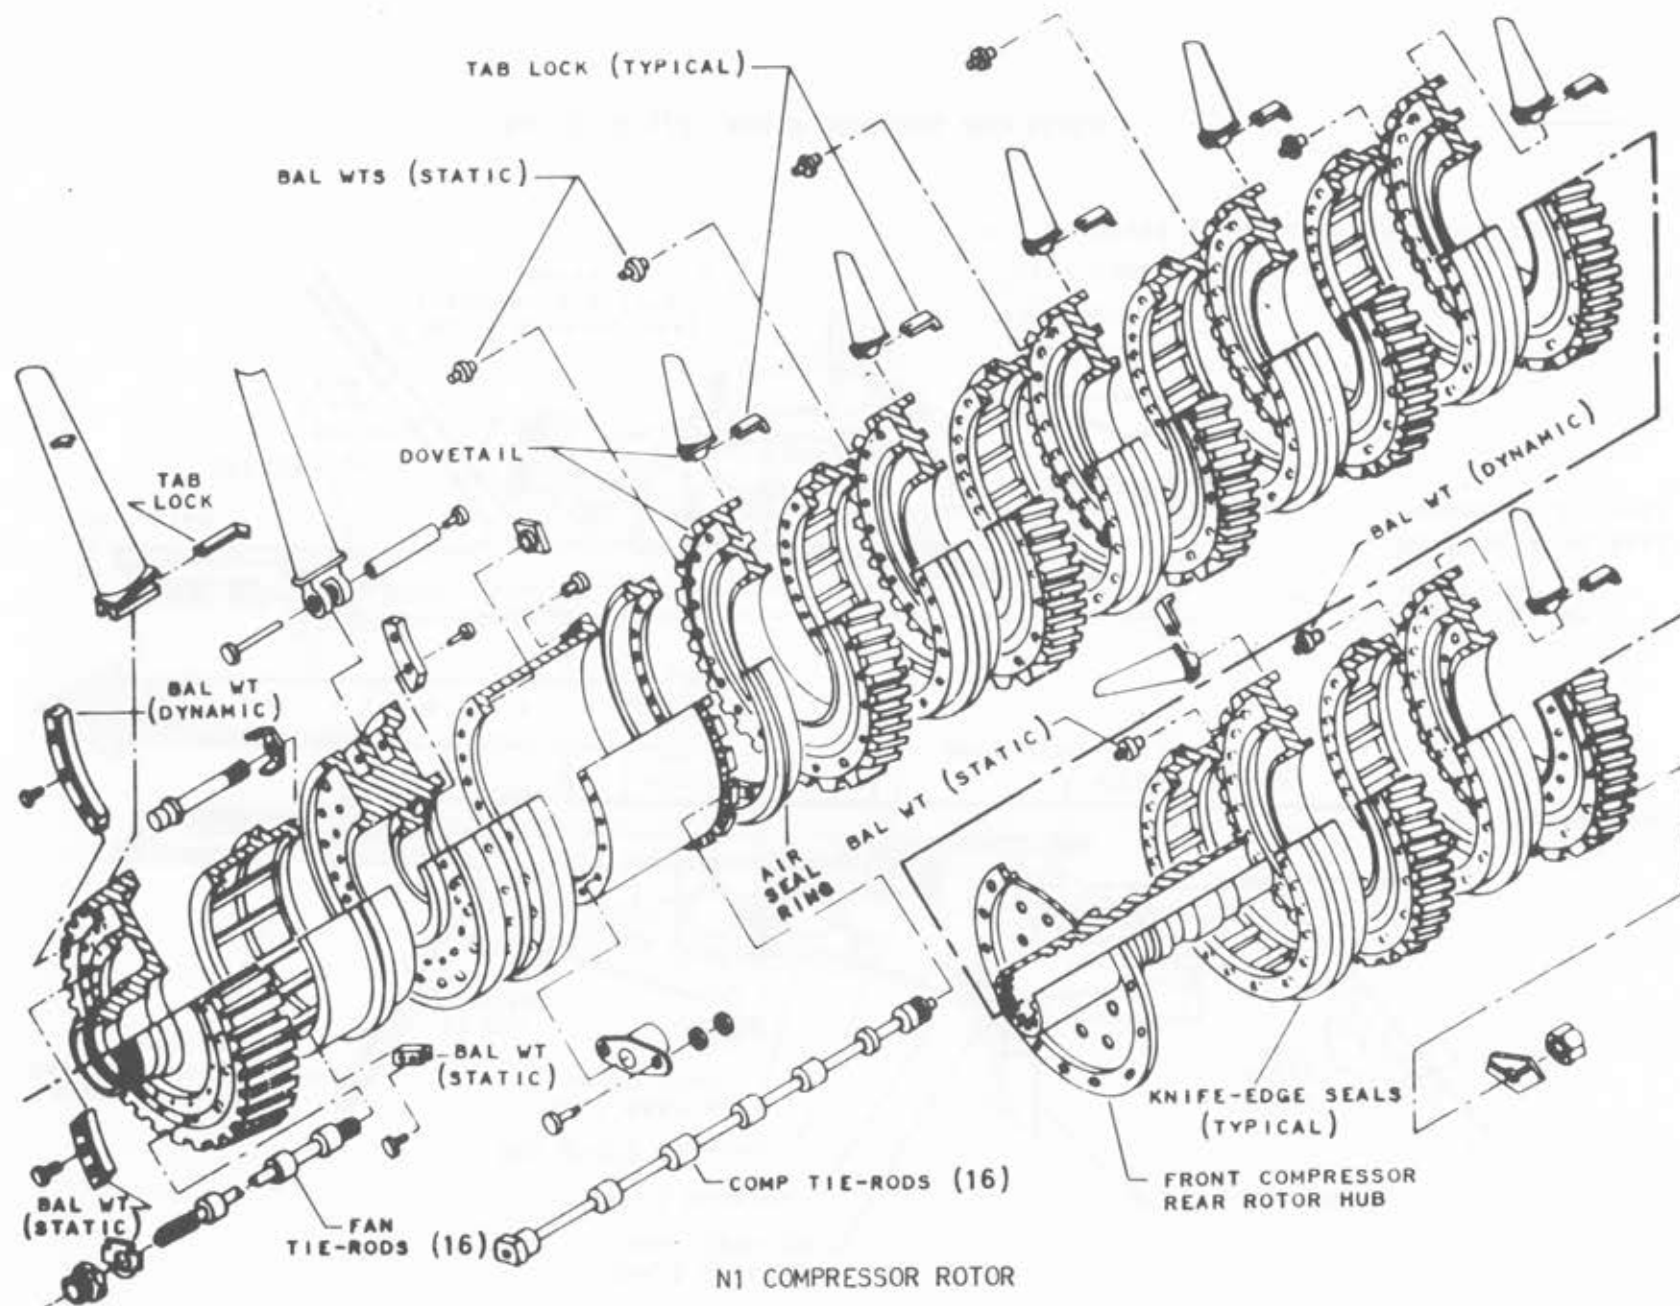 TAB LOCK (TYPICAL)
BAL WTS (STATIC)
DOVETAIL
TAB
LOCK
BAL WT (DYNAMIC)
BAL WT
(DYNAMIC)
BAL WT (STATIC)
AIR
SEAL
RING
BAL WT
(STATIC)
KNIFE-EDGE SEALS
(TYPICAL)
COMP TIE-RODS (16)
FRONT COMPRESSOR
REAR ROTOR HUB
BAL WT
(STATIC)
FAN
TIE-RODS (16)
N1 COMPRESSOR ROTOR